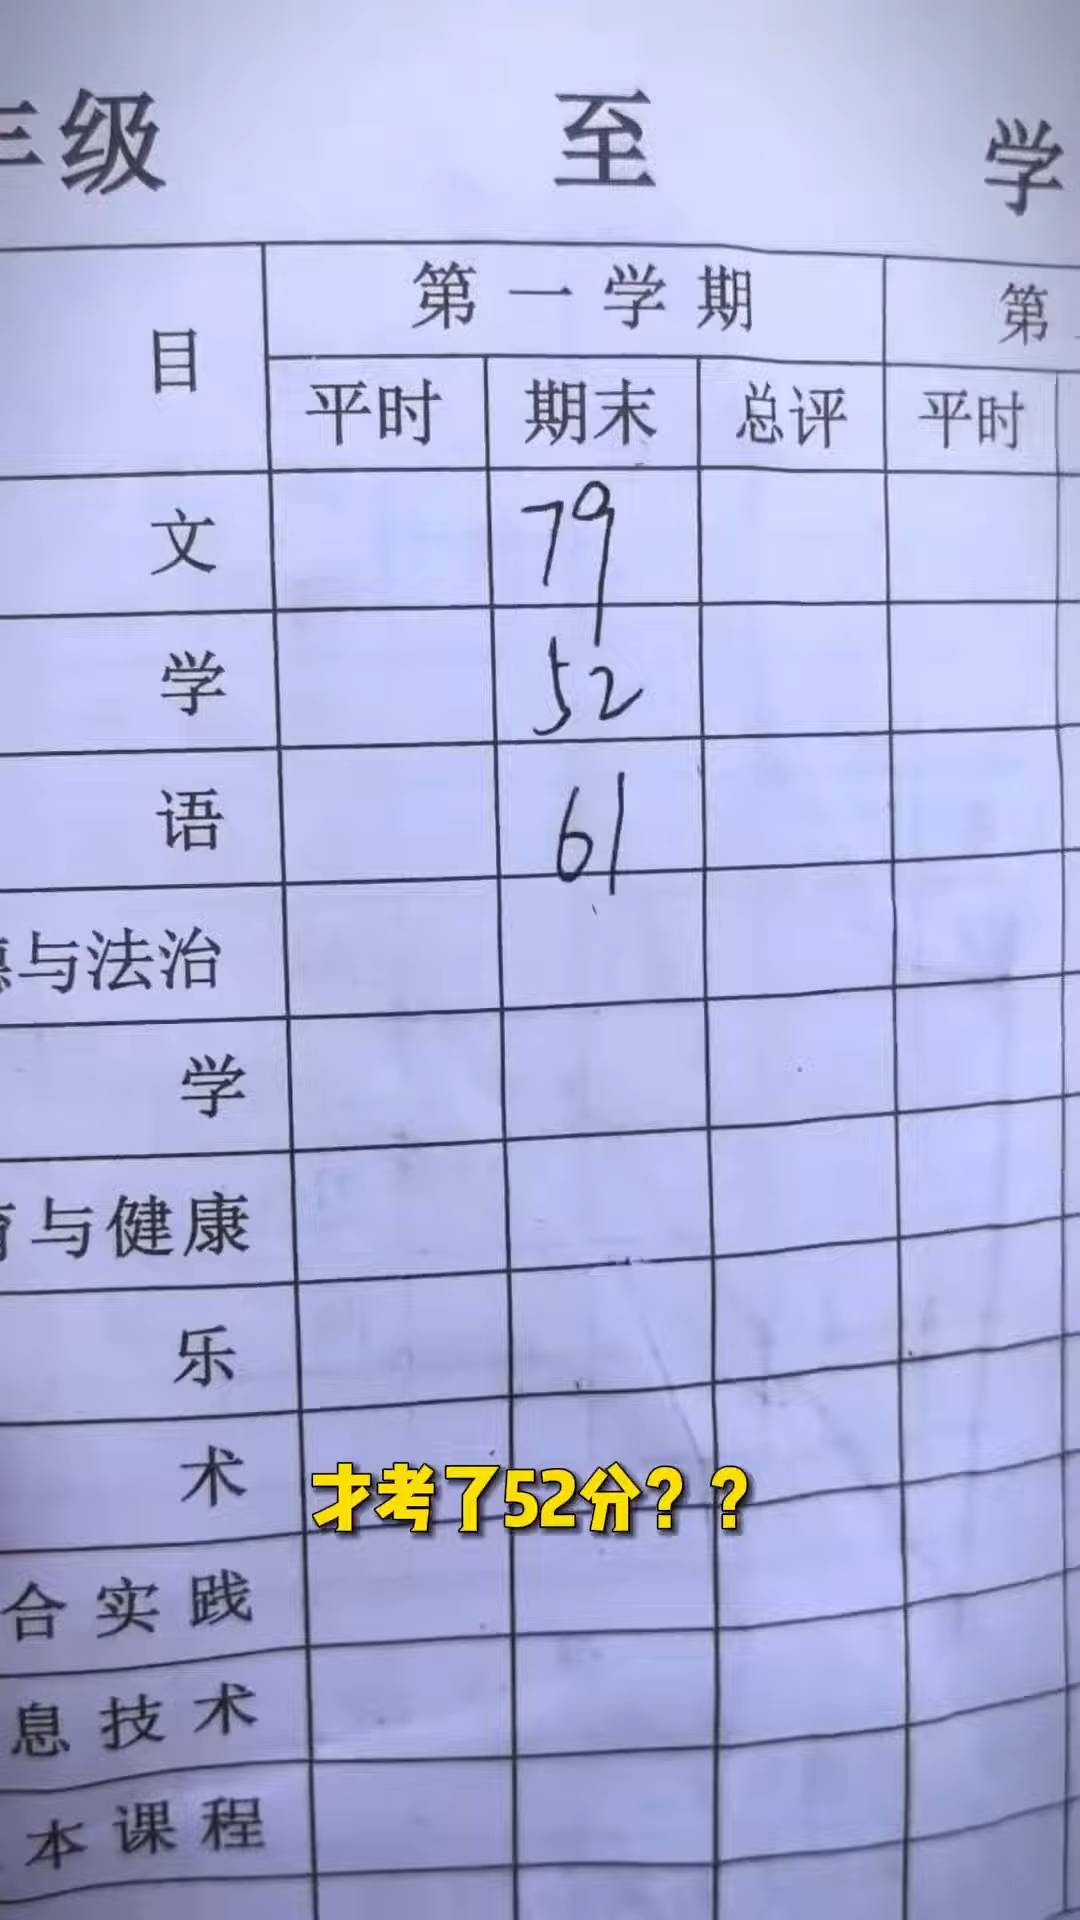 级 至 学
目 第一学期 第
平时 期末 总评 平时
文 79
学 52
语 61
与法治
学
与健康
乐
术
才考了52分？？
合实践
息技术
本课程